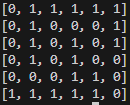 [0, 1, 1, 1, 1, 1]
[0, 1, 0, 0, 0, 1]
[0, 1, 0, 1, 0, 1]
[0, 1, 0, 1, 0, 0]
[0, 0, 0, 1, 1, 0]
[1, 1, 1, 1, 1, 0]